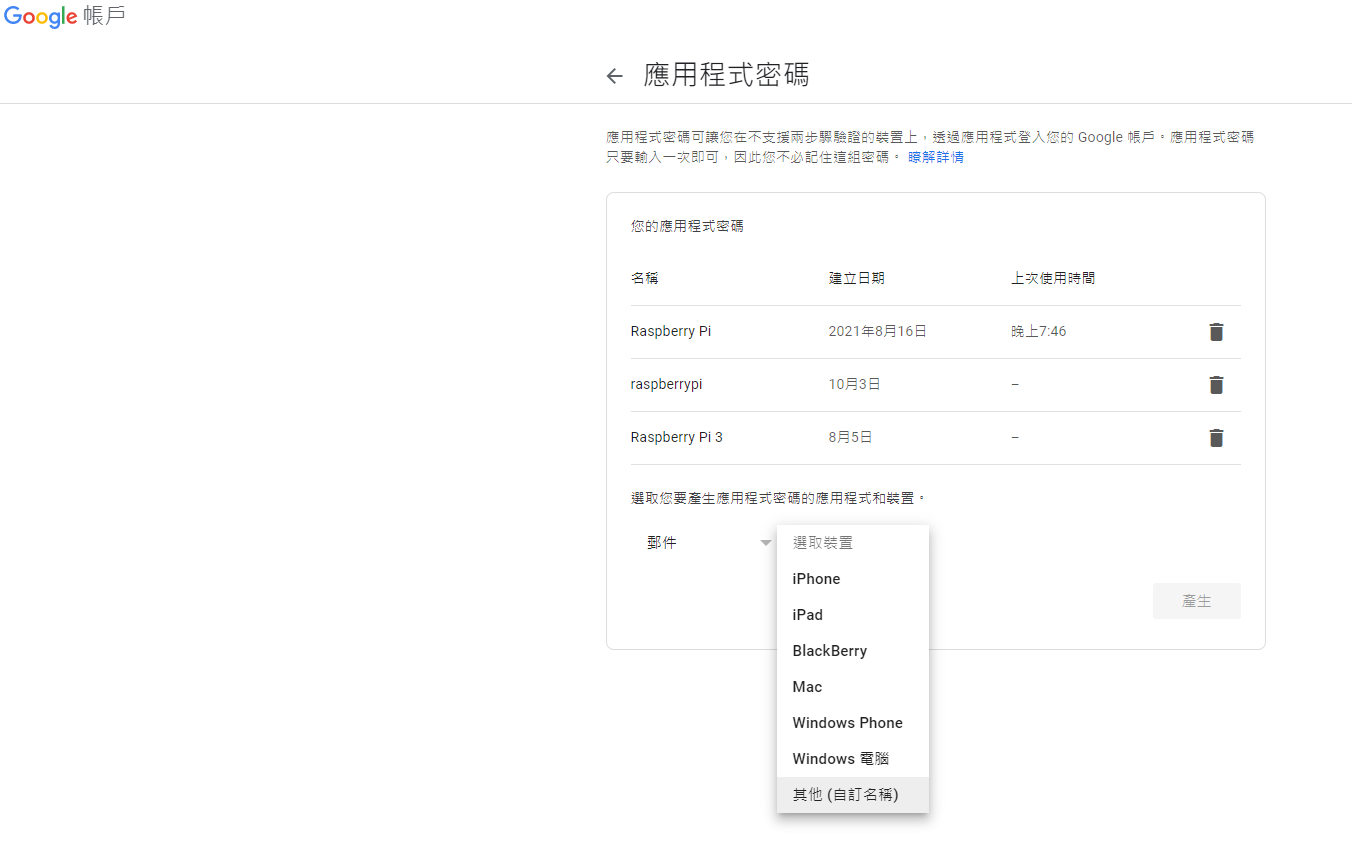 Google 帳戶
應用程式密碼
應用程式密碼可讓您在不支援兩步驟驗證的裝置上，透過應用程式登入您的 Google 帳戶。應用程式密碼
只要輸入一次即可，因此您不必記住這組密碼。 瞭解詳情
您的應用程式密碼
名稱 建立日期 上次使用時間
Raspberry Pi 2021年8月16日 晚上7:46
raspberrypi 10月3日 –
Raspberry Pi 3 8月5日 –
選取您要產生應用程式密碼的應用程式和裝置。
郵件 選取裝置
iPhone
產生
iPad
BlackBerry
Mac
Windows Phone
Windows 電腦
其他 (自訂名稱)